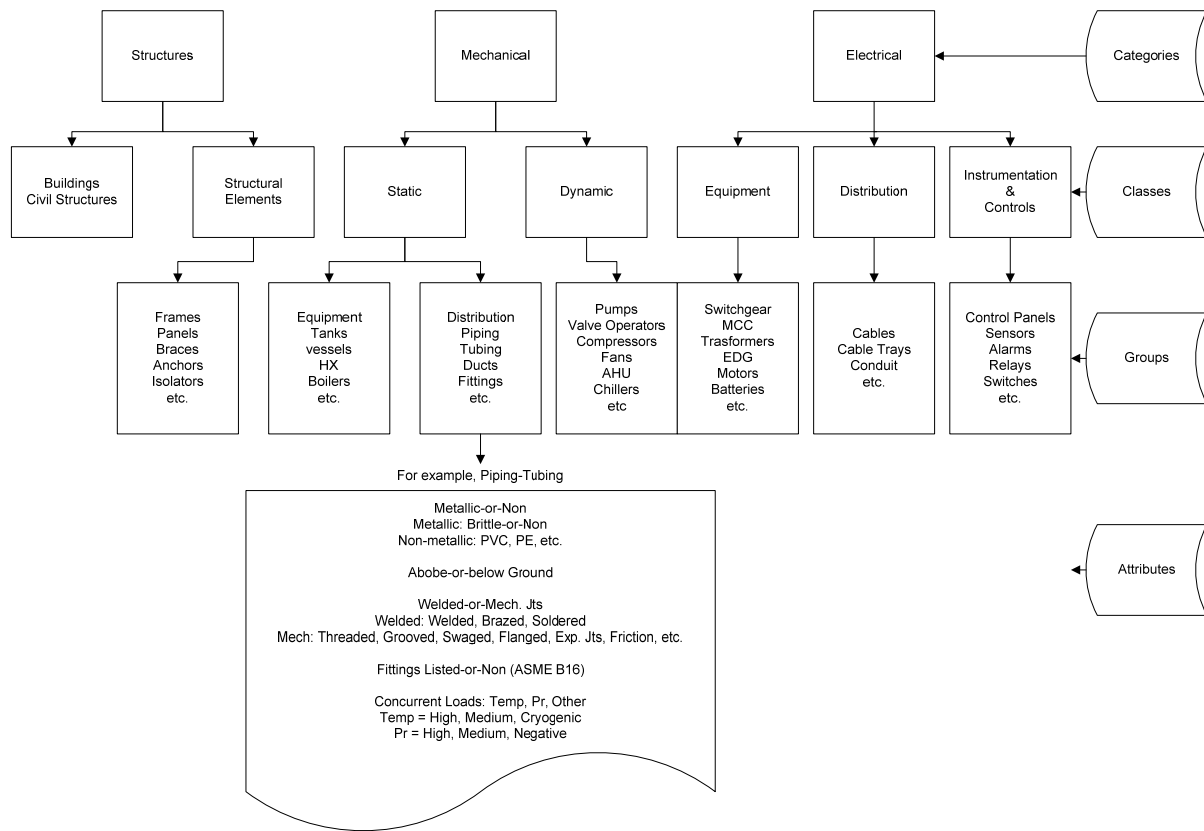 Structures
Mechanical
Electrical
Categories
Buildings
Civil Structures
Structural
Elements
Static
Dynamic
Equipment
Distribution
Instrumentation
&
Controls
Classes
Frames
Panels
Braces
Anchors
Isolators
etc.
Equipment
Tanks
vessels
HX
Boilers
etc.
Distribution
Piping
Tubing
Ducts
Fittings
etc.
Pumps
Valve Operators
Compressors
Fans
AHU
Chillers
etc
Switchgear
MCC
Trasformers
EDG
Motors
Batteries
etc.
Cables
Cable Trays
Conduit
etc.
Control Panels
Sensors
Alarms
Relays
Switches
etc.
Groups
For example, Piping-Tubing
Metallic-or-Non
Metallic: Brittle-or-Non
Non-metallic: PVC, PE, etc.
Abobe-or-below Ground
Welded-or-Mech. Jts
Welded: Welded, Brazed, Soldered
Mech: Threaded, Grooved, Swaged, Flanged, Exp. Jts, Friction, etc.
Fittings Listed-or-Non (ASME B16)
Concurrent Loads: Temp, Pr, Other
Temp = High, Medium, Cryogenic
Pr = High, Medium, Negative
Attributes